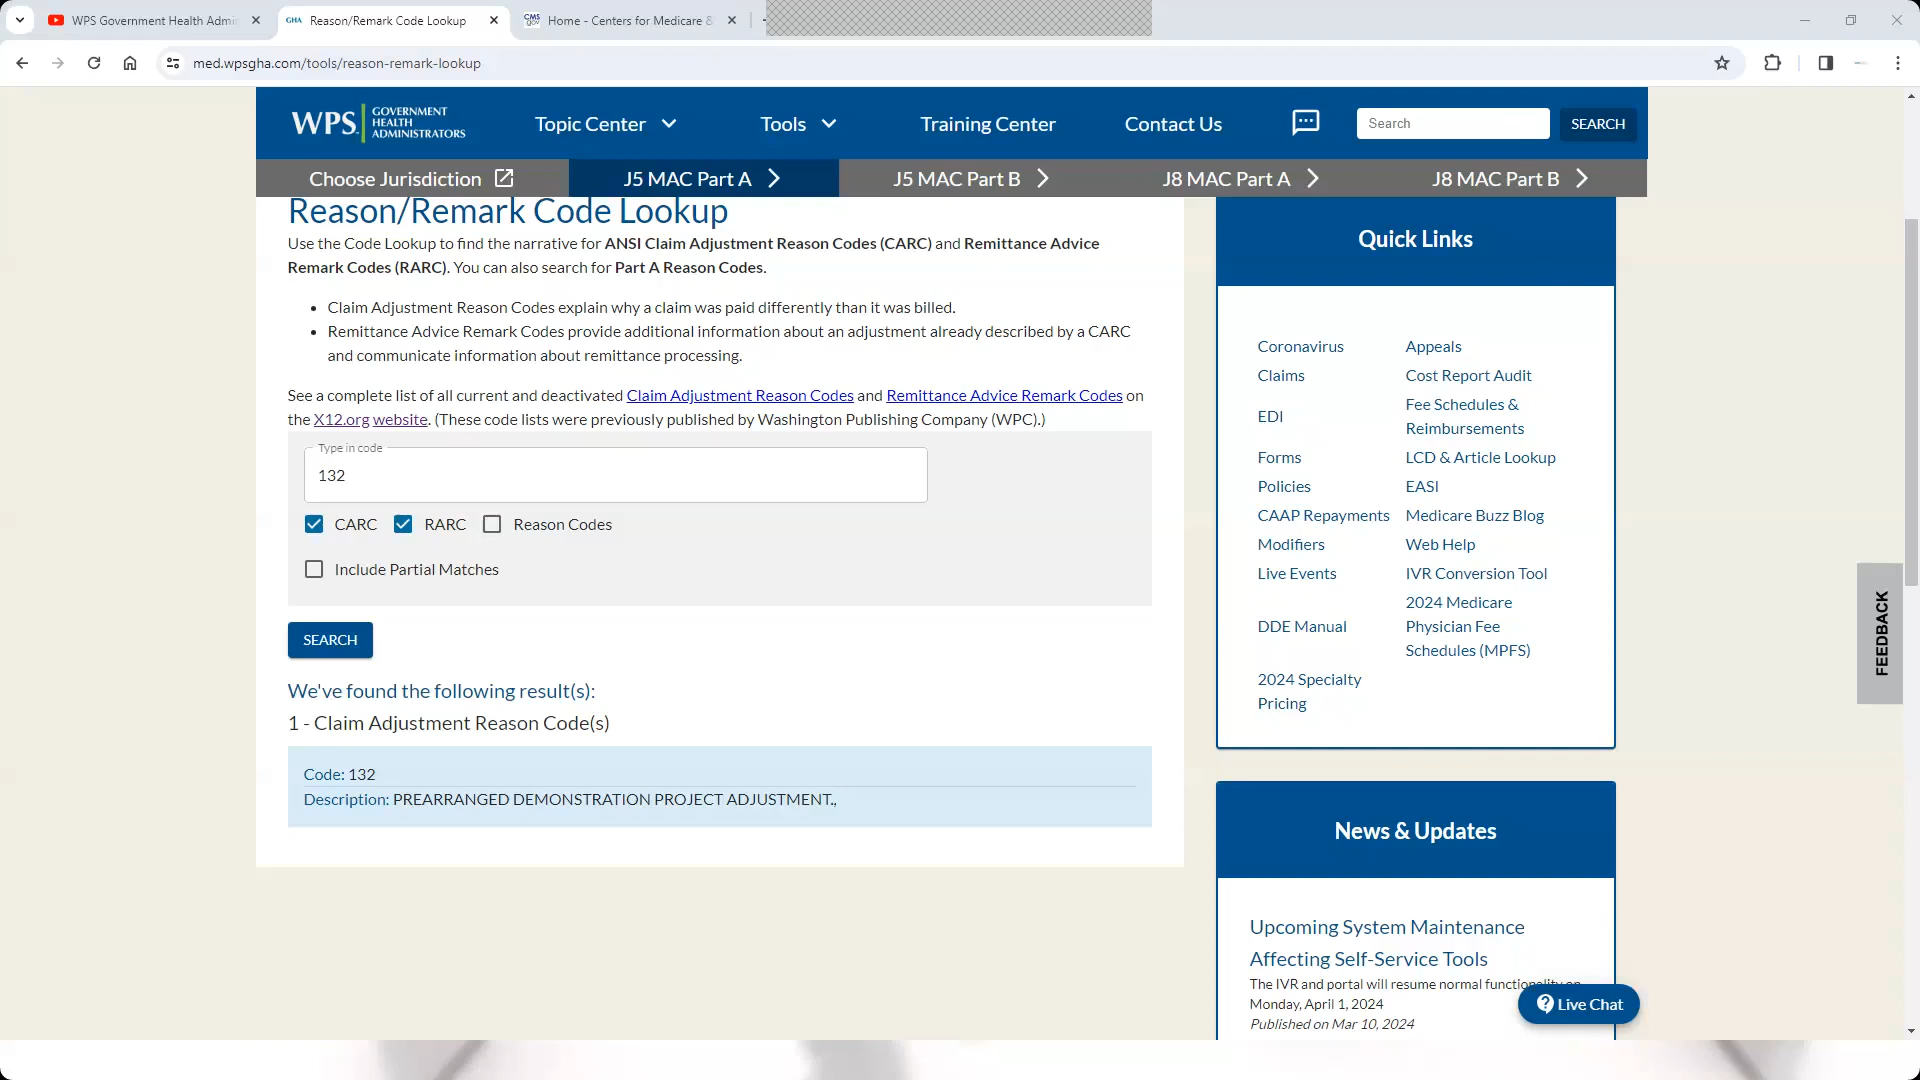 WPS Government Health Admin
GHA Reason/Remark Code Lookup
CMS.gov Home - Centers for Medicare &
med.wpsgha.com/tools/reason-remark-lookup
WPS GOVERNMENT HEALTH ADMINISTRATORS
Topic Center
Tools
Training Center
Contact Us
Search
SEARCH
Choose Jurisdiction
J5 MAC Part A
J5 MAC Part B
J8 MAC Part A
J8 MAC Part B
Reason/Remark Code Lookup
Use the Code Lookup to find the narrative for ANSI Claim Adjustment Reason Codes (CARC) and Remittance Advice
Remark Codes (RARC). You can also search for Part A Reason Codes.
• Claim Adjustment Reason Codes explain why a claim was paid differently than it was billed.
• Remittance Advice Remark Codes provide additional information about an adjustment already described by a CARC
and communicate information about remittance processing.
See a complete list of all current and deactivated Claim Adjustment Reason Codes and Remittance Advice Remark Codes on
the X12.org website. (These code lists were previously published by Washington Publishing Company (WPC).)
Type in code
132
CARC
RARC
Reason Codes
Include Partial Matches
SEARCH
We've found the following result(s):
1 - Claim Adjustment Reason Code(s)
Code: 132
Description: PREARRANGED DEMONSTRATION PROJECT ADJUSTMENT.,
Quick Links
Coronavirus
Appeals
Claims
Cost Report Audit
EDI
Fee Schedules &
Reimbursements
Forms
LCD & Article Lookup
Policies
EASI
CAAP Repayments
Medicare Buzz Blog
Modifiers
Web Help
Live Events
IVR Conversion Tool
DDE Manual
2024 Medicare
Physician Fee
Schedules (MPFS)
2024 Specialty
Pricing
News & Updates
Upcoming System Maintenance
Affecting Self-Service Tools
The IVR and portal will resume normal functionality on
Monday, April 1, 2024
Published on Mar 10, 2024
Live Chat
FEEDBACK